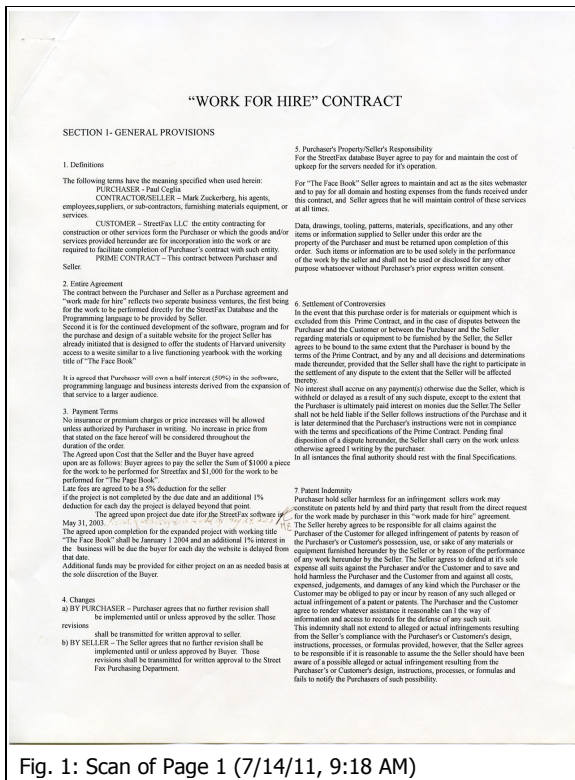 “WORK FOR HIRE” CONTRACT
SECTION 1- GENERAL PROVISIONS
1. Definitions
The following terms have the meaning specified when used herein:
PURCHASER - Paul Ceglia
CONTRACTOR/SELLER – Mark Zuckerberg, his agents,
employees,suppliers, or sub-contractors, furnishing materials equipment, or
services.
CUSTOMER – StreetFax LLC the entity contracting for
construction or other services form the Purchaser or which the goods and/or
services provided hereunder are for incorporation into the work or are
required to facilitate completion of Purchaser's contract with such entity.
PRIME CONTRACT – This contract between Purchaser and
Seller.
2. Entire Agreement
The contract between the Purchaser and Seller as a Purchase agreement and
“work made for hire” reflects two seperate business ventures, the first being
for the work to be performed directly for the StreetFax Database and the
Programming language to be provided by Seller.
Second it is for the continued development of the software, program and for
the purchase and design of a suitable website for the project Seller has
already initiated that is designed to offer the students of Harvard university
access to a wesite similar to a live functioning yearbook with the working
title of “The Face Book”
It is agreed that Purchaser will own a half interest (50%) in the software,
programming language and business interests derived from the expansion of
that service to a larger audience.
3. Payment Terms
No insurance or premium charges or price increases will be allowed
unless authorized by Purchaser in writing. No increase in price from
that stated on the face hereof will be considered throughout the
duration of the order.
The Agreed upon Cost that the Seller and the Buyer have agreed
upon are as follows: Buyer agrees to pay the seller the Sum of $1000 a piece
for the work to be performed for Streetfax and $1,000 for the work to be
performed for “The Page Book”.
Late fees are agreed to be a 5% deduction for the seller
if the project is not completed by the due date and an additional 1%
deduction for each day the project is delayed beyond that point.
The agreed upon project due date ifor the StreetFax software is
May 31, 2003.
The agreed upon completion for the expanded project with working title
“The Face Book” shall be January 1 2004 and an additional 1% interest in
the business will be due the buyer for each day the website is delayed from
that date.
Additional funds may be provided for either project on an as needed basis at
the sole discretion of the Buyer.
4. Changes
a) BY PURCHASER – Purchaser agrees that no further revision shall
be implemented until or unless approved by the seller. Those
revisions
shall be transmitted for written approval to seller.
b) BY SELLER – The Seller agrees that no further revision shall be
implemented until or unless approved by Buyer. Those
revisions shall be transmitted for written approval to the Street
Fax Purchasing Department.
5. Purchaser's Property/Seller's Responsibility
For the StreetFax database Buyer agree to pay for and maintain the cost of
upkeep for the servers needed for it's operation.
For “The Face Book” Seller agrees to maintain and act as the sites webmaster
and to pay for all domain and hosting expenses from the funds received under
this contract, and Seller agrees that he will maintain control of these services
at all times.
Data, drawings, tooling, patterns, materials, specifications, and any other
items or information supplied to Seller under this order are the
property of the Purchaser and must be returned upon completion of this
order. Such items or information are to be used solely in the performance
of the work by the seller and shall not be used or disclosed for any other
purpose whatsoever without Purchaser's prior express written consent.
6. Settlement of Controversies
In the event that this purchase order is for materials or equipment which is
excluded from this Prime Contract, and in the case of disputes between the
Purchaser and the Customer or between the Purchaser and the Seller
regarding materials or equipment to be furnished by the Seller, the Seller
agrees to be bound to the same extent that the Purchaser is bound by the
terms of the Prime Contract, and by any and all decisions and determinations
made thereunder, provided that the Seller shall have the right to participate in
the settlement of any dispute to the extent that the Seller will be affected
thereby.
No interest shall accrue on any payment(s) otherwise due the Seller, which is
withheld or delayed as a result of any such dispute, except to the extent that
the Purchaser is ultimately paid interest on monies due the Seller.The Seller
shall not be held liable if the Seller follows instructions of the Purchase and it
is later determined that the Purchaser's instructions were not in compiance
with the terms and specifications of the Prime Contract. Pending final
disposition of a dispute hereunder, the Seller shall carry on the work unless
otherwise agreed I writing by the purchaser.
In all isntances the final authority should rest with the final Specifications.
7 Patent Indemnity
Purchaser hold seller harmless for an infringement sellers work may
constitute on patents held by and third party that result from the direct request
for the work made by purchaser in this “work made for hire” agreement.
The Seller hereby agrees to be responsible for all claims against the
Purchaser of the Customer for alleged infringement of patents by reason of
the Purchaser's or Customer's possession, use, or sake of any materials or
equipment furnished hereunder by the Seller or by reason of the performance
of any work hereunder by the Seller. The Seller agress to defend at it's sole
expense all suits against the Purchaser and/or the Customer and to save and
hold harmless the Purchaser and the Customer from and against all costs,
expensed, judgements, and damages of any kind which the Purchaser or the
Customer may be obliged to pay or incur by reason of any such alleged or
actual infringement of a patent or patents. The Purchaser and the Customer
agree to render whatever assistance it reasonable can I the way of
information and access to records for the defense of any such suit.
This indemnity shall not extend to alleged or actual infringements resulting
from the Seller's compliance with the Purchaser's or Customers's design,
instructions, processes, or formulas provided, however, that the Seller agrees
to be responsible if it is reasonable to assume the the Seller should have been
aware of a possible alleged or actual infringement resulting from the
Purchaser's or Customer's design, instructions, processes, or formulas and
fails to notify the Purchasers of such possibility.
Fig. 1: Scan of Page 1 (7/14/11, 9:18 AM)